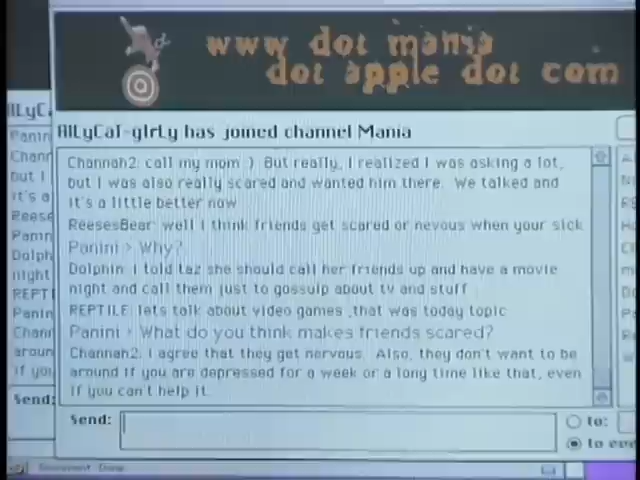 www dot mania
dot apple dot com
AlLyCaT-gIrLy has joined channel Mania
Channah2: call my mom :) But really, I realized I was asking a lot,
but I was also really scared and wanted him there. We talked and
it's a little better now
ReesesBear: well I think friends get scared or nevous when your sick
Panini > Why?
Dolphin: I told taz she should call her friends up and have a movie
night and call them just to gossuip about tv and stuff
REPTILE: lets talk about video games ,that was today topic
Panini > What do you think makes friends scared?
Channah2: I agree that they get nervous. Also, they don't want to be
around if you are depressed for a week or a long time like that, even
if you can't help it.
Send:
to:
Send:
Document: Done